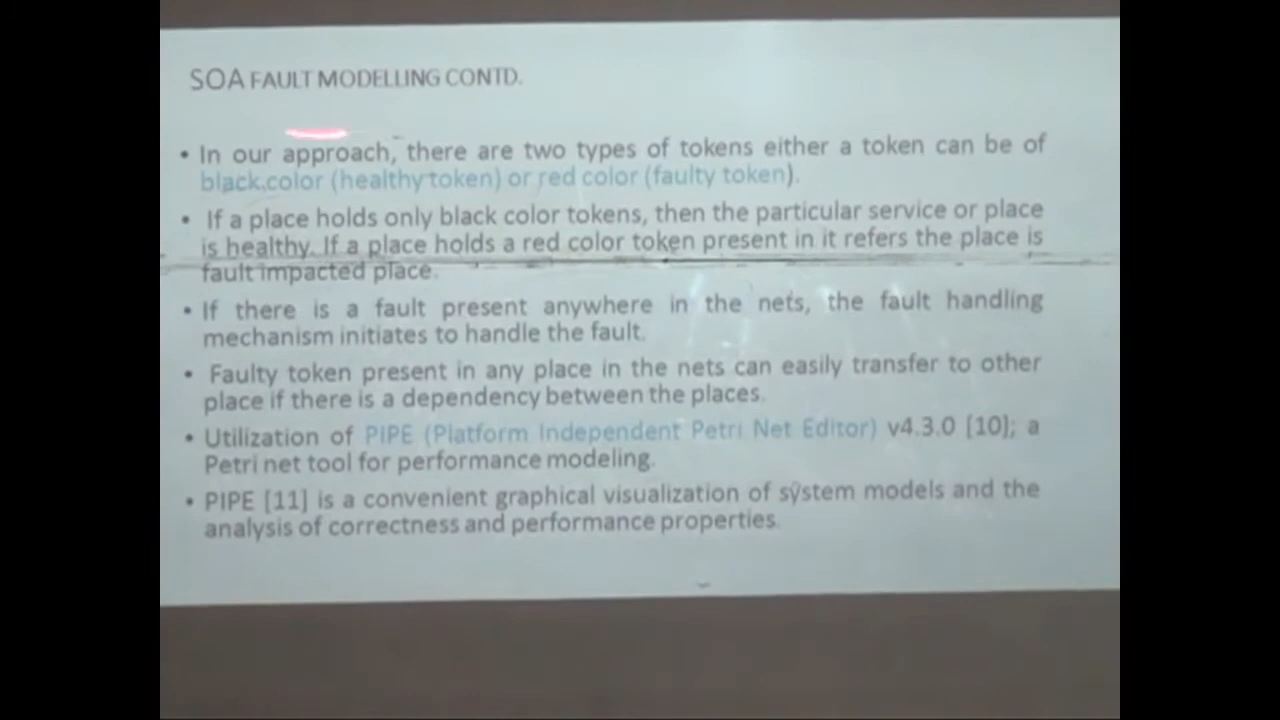 SOA FAULT MODELLING CONTD.
• In our approach, there are two types of tokens either a token can be of
black color (healthy token) or red color (faulty token).
• If a place holds only black color tokens, then the particular service or place
is healthy. If a place holds a red color token present in it refers the place is
fault impacted place.
• If there is a fault present anywhere in the nets, the fault handling
mechanism initiates to handle the fault.
• Faulty token present in any place in the nets can easily transfer to other
place if there is a dependency between the places.
• Utilization of PIPE (Platform Independent Petri Net Editor) v4.3.0 [10]; a
Petri net tool for performance modeling.
• PIPE [11] is a convenient graphical visualization of system models and the
analysis of correctness and performance properties.